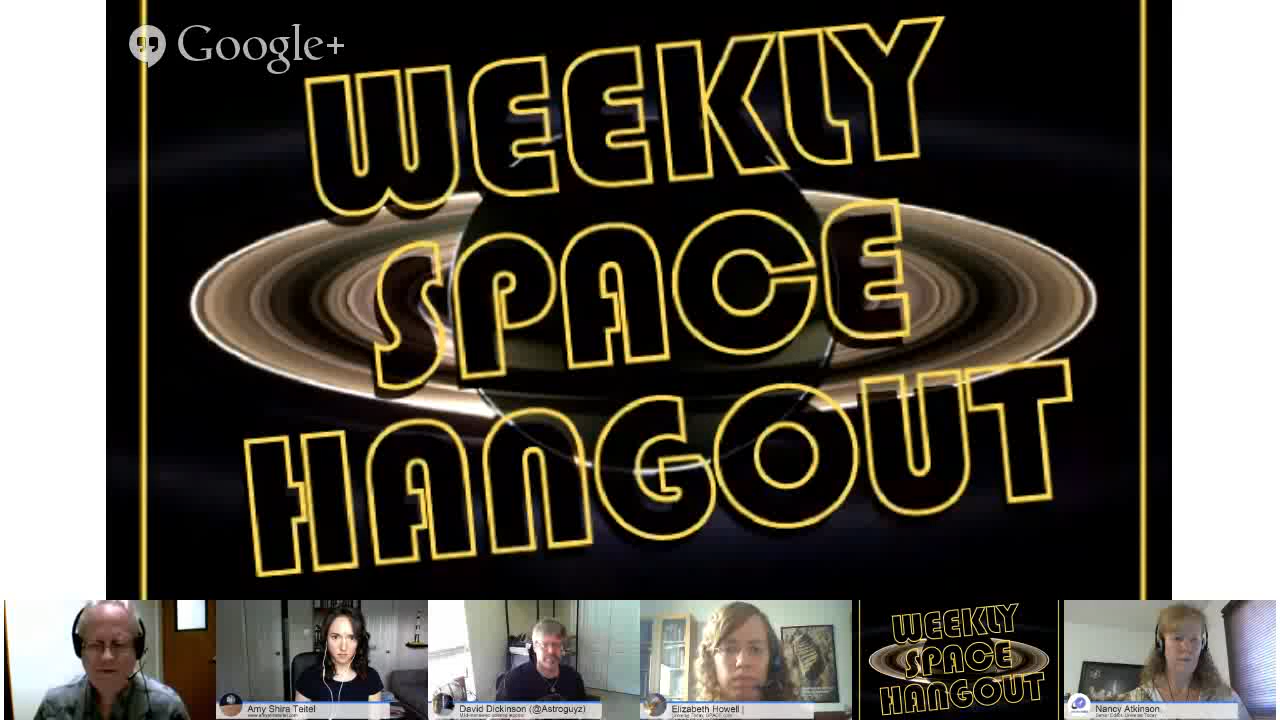 Google+
WEEKLY
SPACE
HANGOUT
Amy Shira Teitel
David Dickinson (@Astroguyz)
Elizabeth Howell |
WEEKLY
SPACE
HANGOUT
Nancy Atkinson